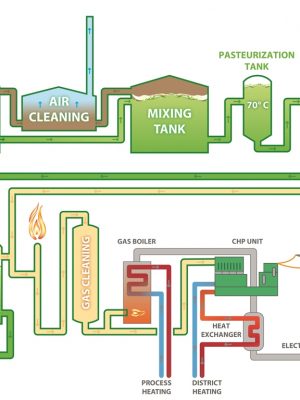 PASTEURIZATION
TANK
AIR
CLEANING
MIXING
TANK
70° C
GAS CLEANING
GAS BOILER
CHP UNIT
HEAT
EXCHANGER
ELECT
PROCESS
HEATING
DISTRICT
HEATING